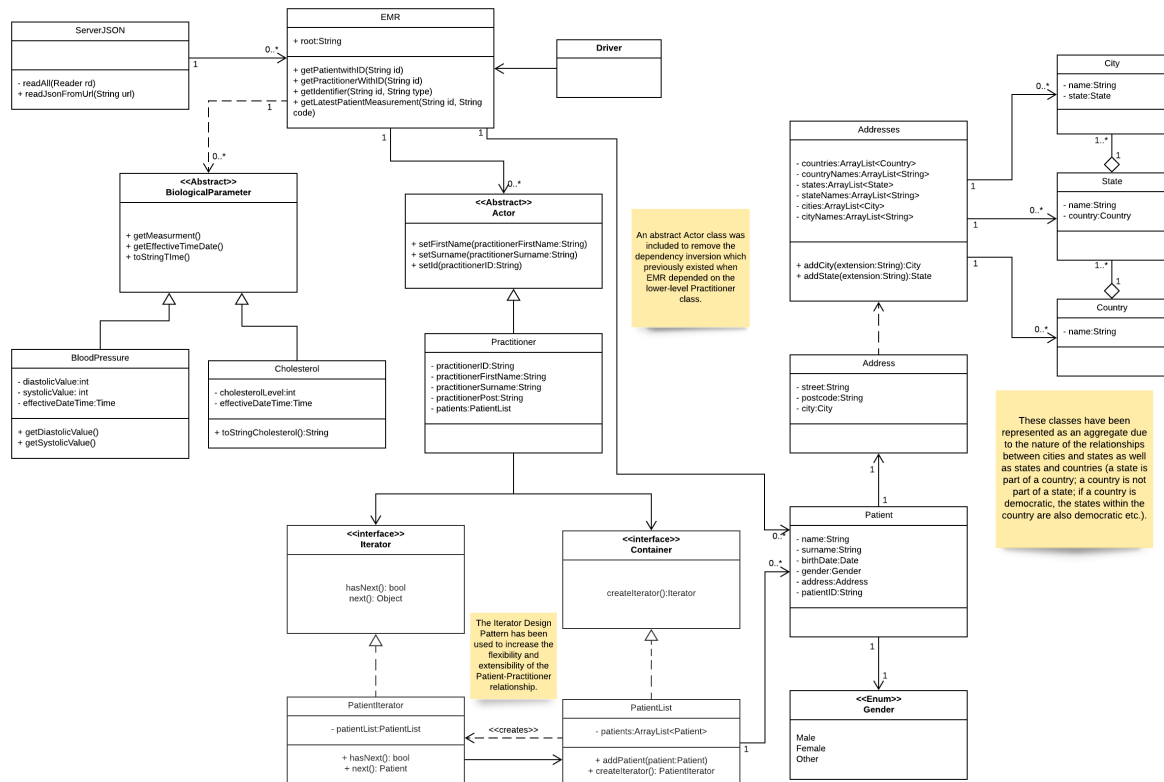 ServerJSON
- readAll(Reader rd)
+ readJsonFromUrl(String url)
1
0..*
EMR
+ root:String
+ getPatientwithID(String id)
+ getPractitionerWithID(String id)
+ getIdentifier(String id, String type)
+ getLatestPatientMeasurement(String id, String
code)
Driver
1
0..*
1
0..*
1
<<Abstract>>
BiologicalParameter
+ getMeasurment()
+ getEffectiveTimeDate()
+ toStringTIme()
<<Abstract>>
Actor
+ setFirstName(practitionerFirstName:String)
+ setSurname(practitionerSurname:String)
+ setId(practitionerID:String)
An abstract Actor class was
included to remove the
dependency inversion which
previously existed when
EMR depended on the
lower-level Practitioner
class.
Addresses
- countries:ArrayList<Country>
- countryNames:ArrayList<String>
- states:ArrayList<State>
- stateNames:ArrayList<String>
- cities:ArrayList<City>
- cityNames:ArrayList<String>
+ addCity(extension:String):City
+ addState(extension:String):State
1
0..*
1
0..*
1
0..*
City
- name:String
- state:State
1..*
1
State
- name:String
- country:Country
1..*
1
Country
- name:String
BloodPressure
- diastolicValue:int
- systolicValue: int
- effectiveDateTime:Time
+ getDiastolicValue()
+ getSystolicValue()
Cholesterol
- cholesterolLevel:int
- effectiveDateTime:Time
+ toStringCholesterol():String
Practitioner
- practitionerID:String
- practitionerFirstName:String
- practitionerSurname:String
- practitionerPost:String
- patients:PatientList
Address
- street:String
- postcode:String
- city:City
1
1
These classes have been
represented as an aggregate due
to the nature of the relationships
between cities and states as well
as states and countries (a state is
part of a country; a country is not
part of a state; if a country is
democratic, the states within the
country are also democratic etc.).
<<interface>>
Iterator
hasNext(): bool
next(): Object
<<interface>>
Container
createIterator():Iterator
0..*
0..*
Patient
- name:String
- surname:String
- birthDate:Date
- gender:Gender
- address:Address
- patientID:String
1
1
The Iterator Design
Pattern has been
used to increase the
flexibility and
extensibility of the
Patient-Practitioner
relationship.
PatientIterator
- patientList:PatientList
+ hasNext(): bool
+ next(): Patient
<<creates>>
PatientList
- patients:ArrayList<Patient>
+ addPatient(patient:Patient)
+ createIterator(): PatientIterator
1
<<Enum>>
Gender
Male
Female
Other